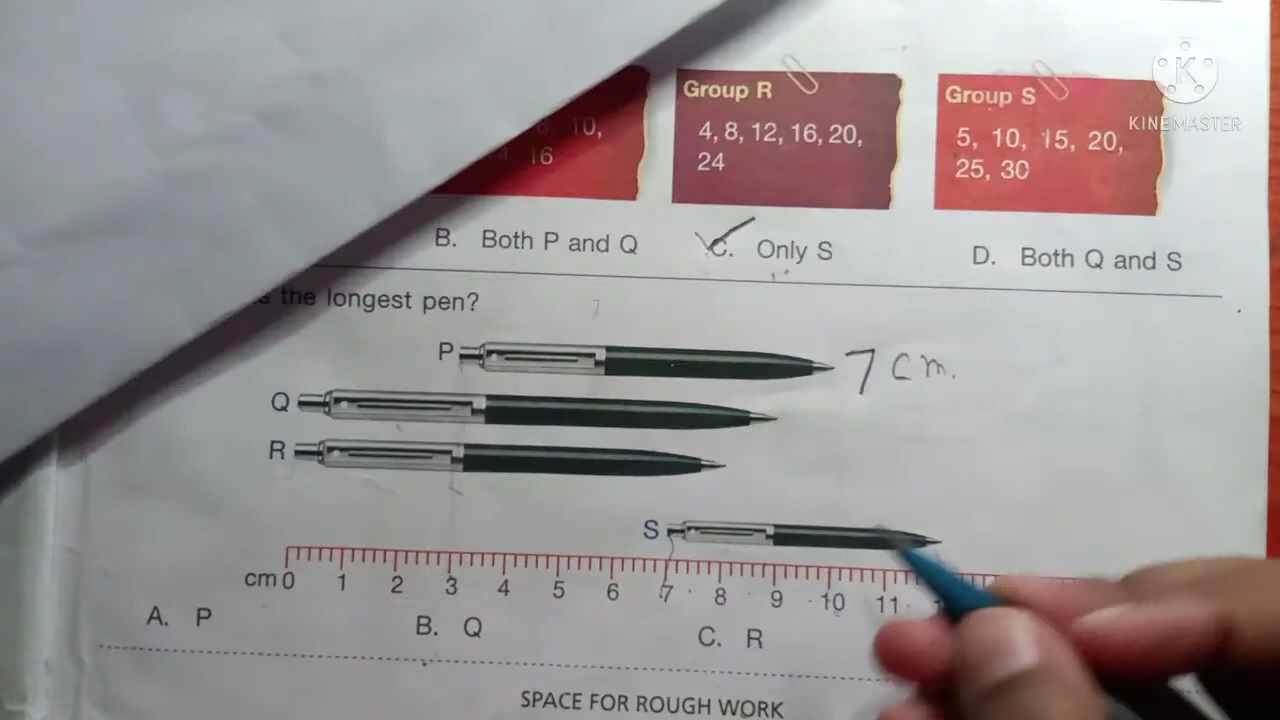 KINEMASTER
Group R
4, 8, 12, 16, 20,
24
Group S
5, 10, 15, 20,
25, 30
10,
16
B. Both P and Q
C. Only S
D. Both Q and S
the longest pen?
P
7 cm.
Q
R
S
cm 0 1 2 3 4 5 6 7 8 9 10 11
A. P
B. Q
C. R
SPACE FOR ROUGH WORK